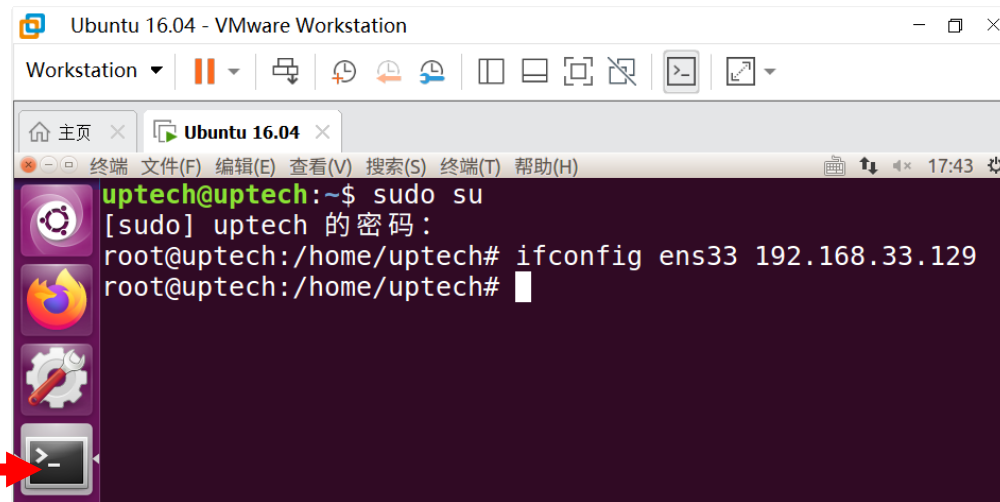 Ubuntu 16.04 - VMware Workstation
Workstation
主页
Ubuntu 16.04
终端 文件(F) 编辑(E) 查看(V) 搜索(S) 终端(T) 帮助(H) 17:43
uptech@uptech:~$ sudo su
[sudo] uptech 的密码：
root@uptech:/home/uptech# ifconfig ens33 192.168.33.129
root@uptech:/home/uptech#